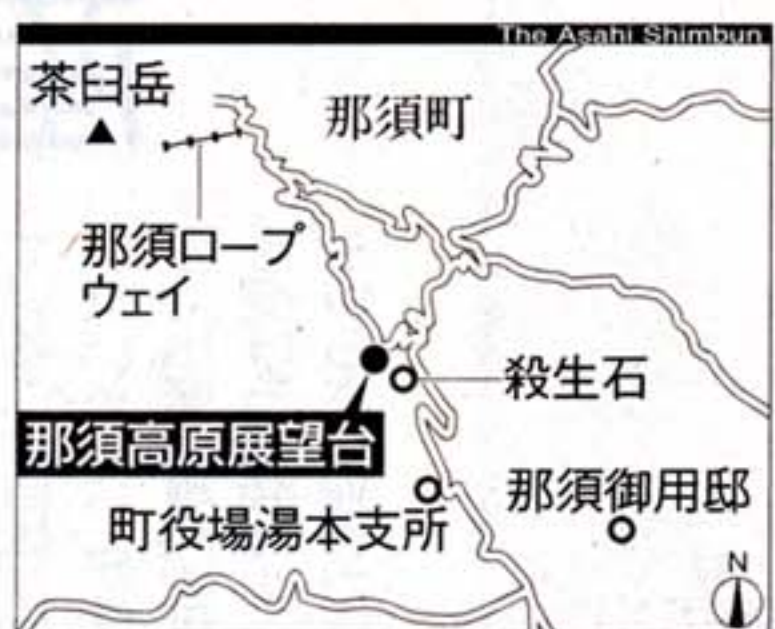 The Asahi Shimbun
茶臼岳
那須町
那須ロープ
ウェイ
殺生石
那須高原展望台
那須御用邸
町役場湯本支所
N